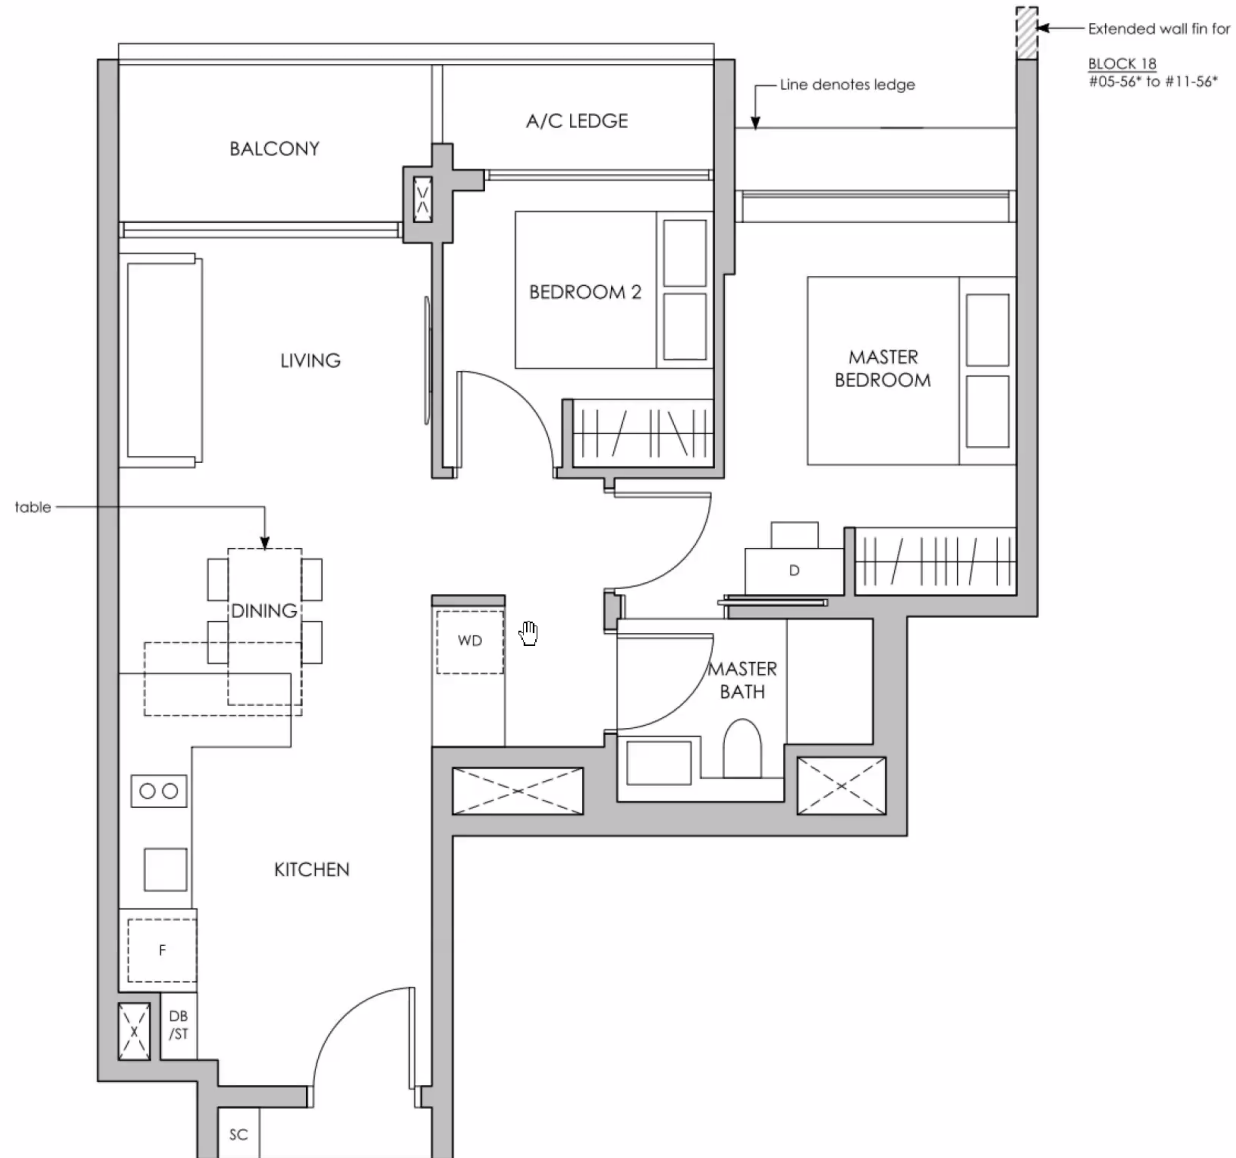 Extended wall fin for
BLOCK 18
#05-56* to #11-56*
Line denotes ledge
A/C LEDGE
BALCONY
BEDROOM 2
LIVING
MASTER
BEDROOM
table
D
DINING
WD
MASTER
BATH
KITCHEN
F
DB
/ST
SC